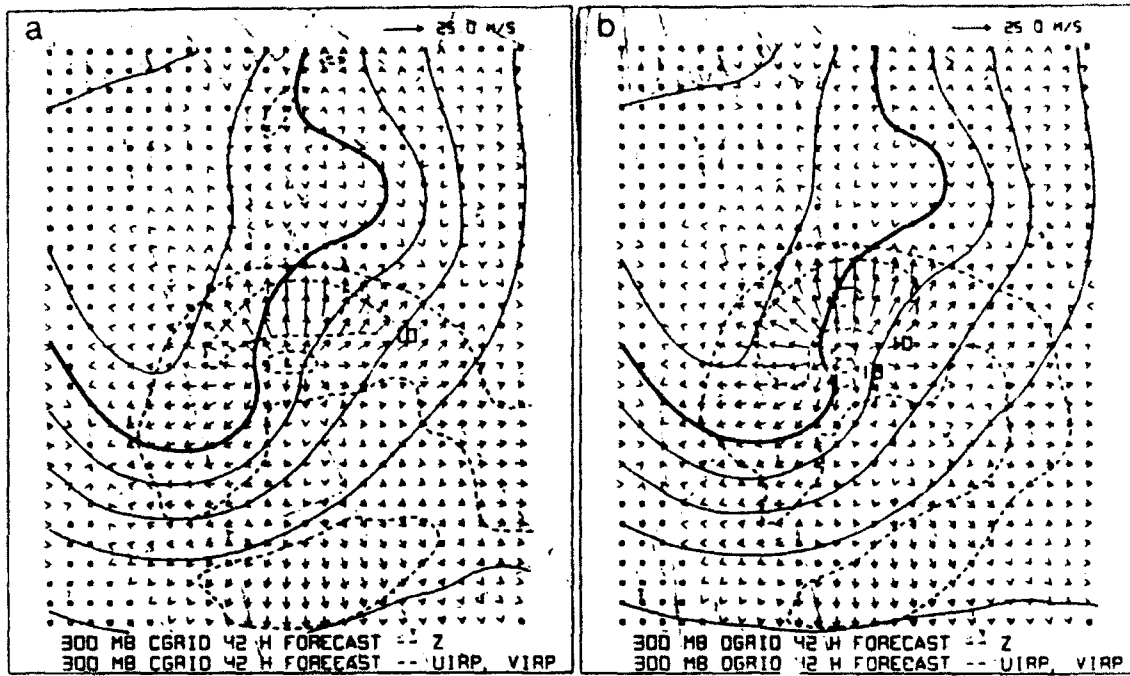 a
25.0 M/S
300 MB CGRID 42 H FORECAST -- Z
300 MB CGRID 42 H FORECAST -- UIRP, VIRP
b
25.0 M/S
300 MB OGRID 42 H FORECAST -- Z
300 MB OGRID 42 H FORECAST -- UIRP, VIRP